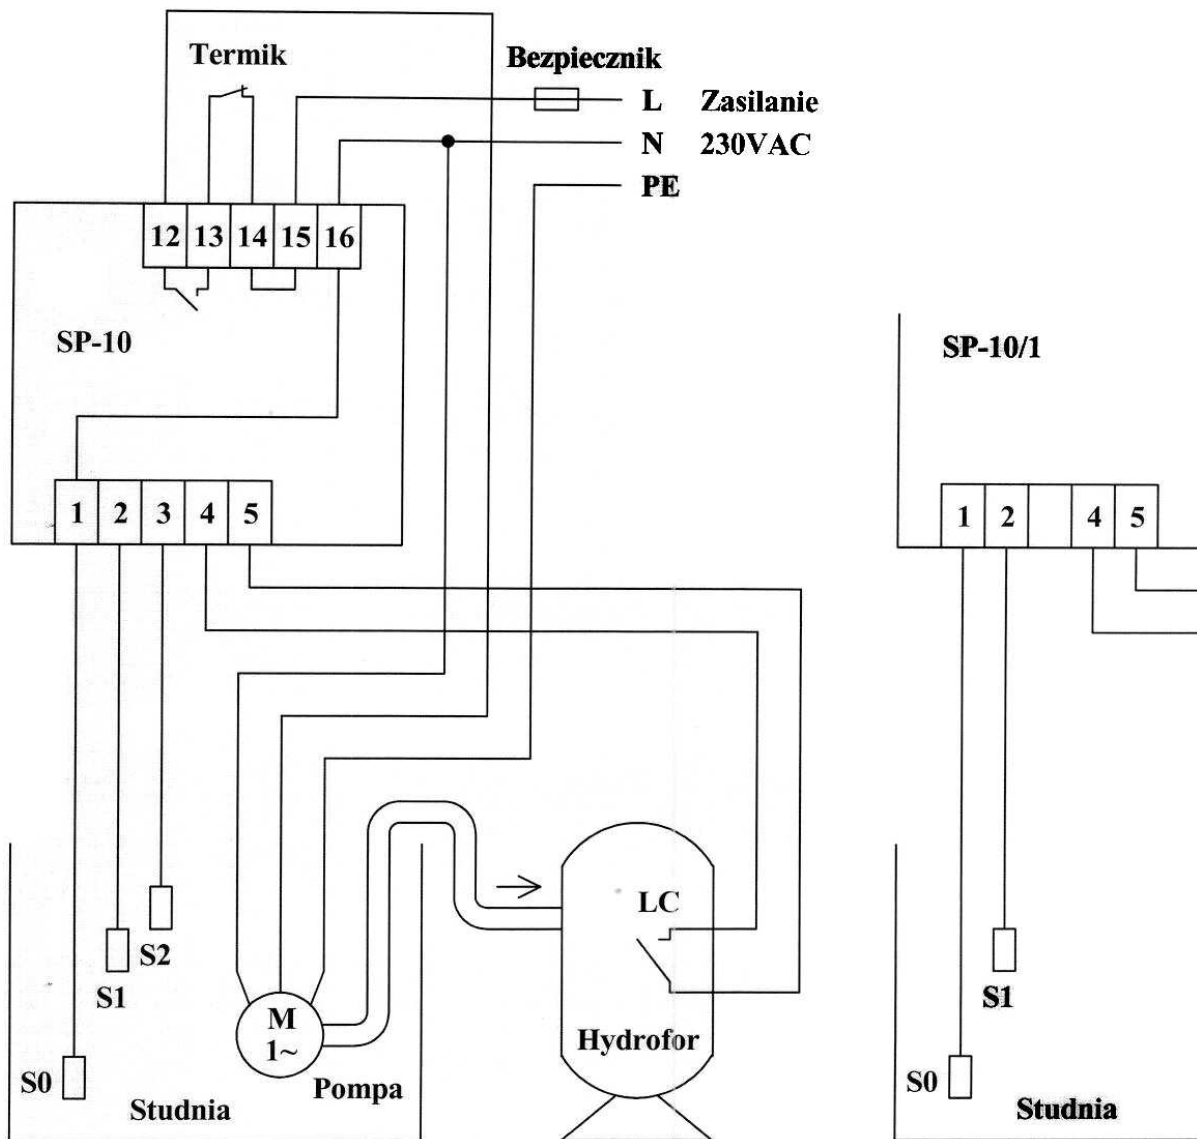 Termik
Bezpiecznik
L Zasilanie
N 230VAC
PE
12 13 14 15 16
SP-10
SP-10/1
1 2 3 4 5
1 2 4 5
LC
S2
S1
S1
M
1~
Hydrofor
S0
Pompa
S0
Studnia
Studnia